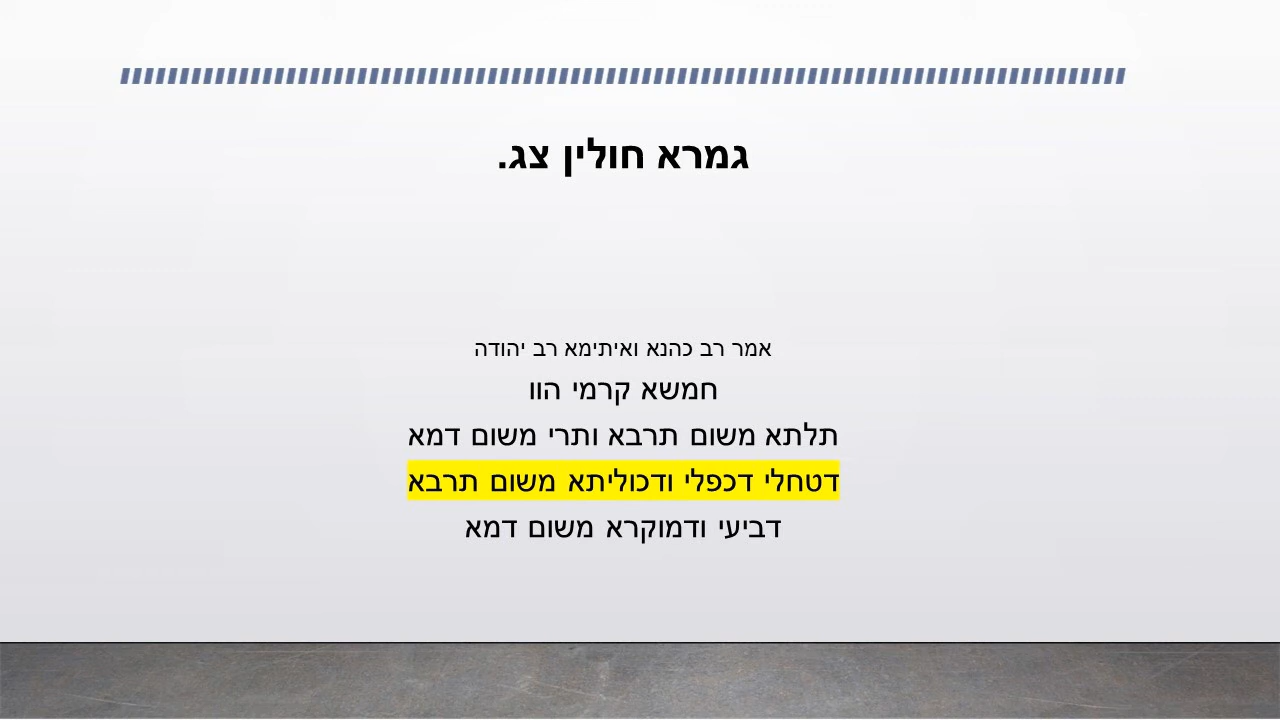 גמרא חולין צג.
אמר רב כהנא ואיתימא רב יהודה
חמשא קרמי הוו
תלתא משום תרבא ותרי משום דמא
דטחלי דכפלי ודכוליתא משום תרבא
דביעי ודמוקרא משום דמא